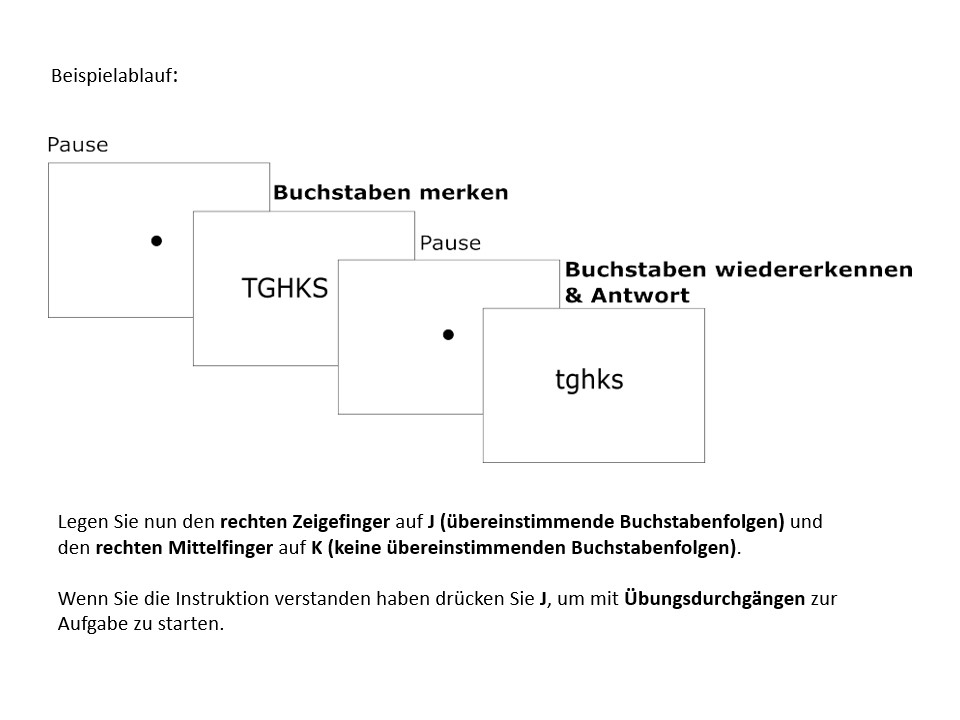 Beispielablauf:
Pause
Buchstaben merken
TGHKS
Pause
Buchstaben wiedererkennen
& Antwort
tghks
Legen Sie nun den rechten Zeigefinger auf J (übereinstimmende Buchstabenfolgen) und
den rechten Mittelfinger auf K (keine übereinstimmenden Buchstabenfolgen).
Wenn Sie die Instruktion verstanden haben drücken Sie J, um mit Übungsdurchgängen zur
Aufgabe zu starten.